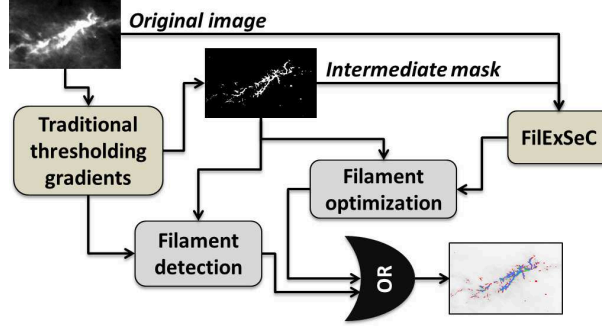 Original image
Intermediate mask
Traditional
thresholding
gradients
FilExSeC
Filament
optimization
Filament
detection
OR